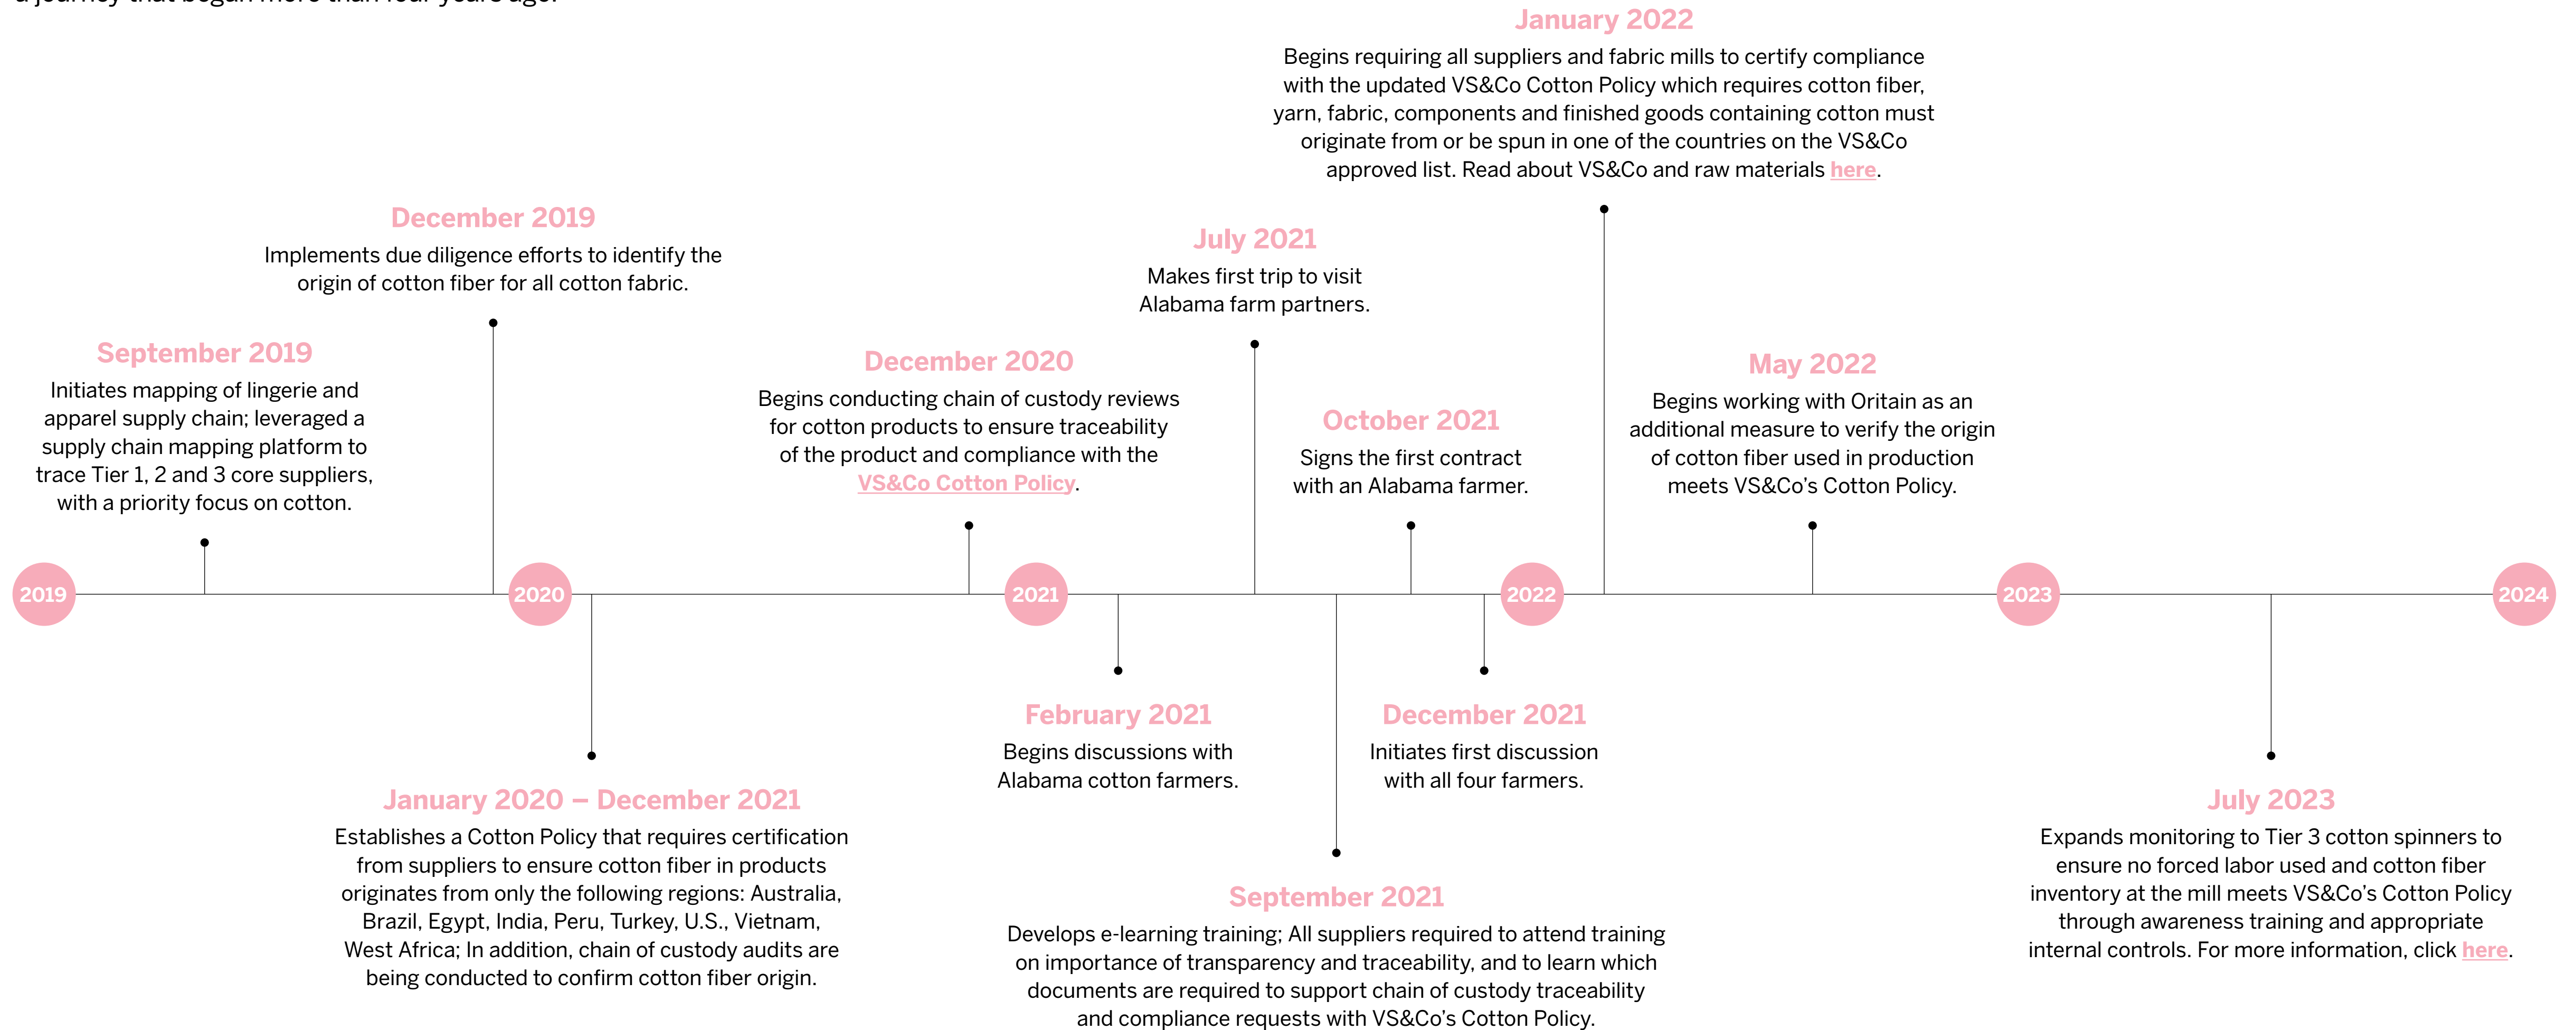 a journey that began more than four years ago.
January 2022
Begins requiring all suppliers and fabric mills to certify compliance
with the updated VS&Co Cotton Policy which requires cotton fiber,
yarn, fabric, components and finished goods containing cotton must
originate from or be spun in one of the countries on the VS&Co
approved list. Read about VS&Co and raw materials here.
December 2019
Implements due diligence efforts to identify the
origin of cotton fiber for all cotton fabric.
July 2021
Makes first trip to visit
Alabama farm partners.
September 2019
Initiates mapping of lingerie and
apparel supply chain; leveraged a
supply chain mapping platform to
trace Tier 1, 2 and 3 core suppliers,
with a priority focus on cotton.
December 2020
Begins conducting chain of custody reviews
for cotton products to ensure traceability
of the product and compliance with the
VS&Co Cotton Policy.
October 2021
Signs the first contract
with an Alabama farmer.
May 2022
Begins working with Oritain as an
additional measure to verify the origin
of cotton fiber used in production
meets VS&Co’s Cotton Policy.
2019
2020
2021
2022
2023
2024
January 2020 – December 2021
Establishes a Cotton Policy that requires certification
from suppliers to ensure cotton fiber in products
originates from only the following regions: Australia,
Brazil, Egypt, India, Peru, Turkey, U.S., Vietnam,
West Africa; In addition, chain of custody audits are
being conducted to confirm cotton fiber origin.
February 2021
Begins discussions with
Alabama cotton farmers.
September 2021
Develops e-learning training; All suppliers required to attend training
on importance of transparency and traceability, and to learn which
documents are required to support chain of custody traceability
and compliance requests with VS&Co’s Cotton Policy.
December 2021
Initiates first discussion
with all four farmers.
July 2023
Expands monitoring to Tier 3 cotton spinners to
ensure no forced labor used and cotton fiber
inventory at the mill meets VS&Co’s Cotton Policy
through awareness training and appropriate
internal controls. For more information, click here.